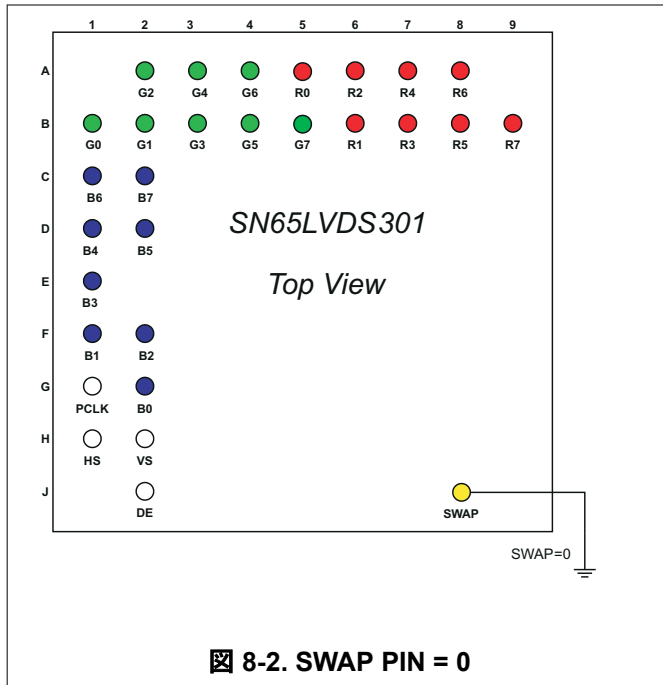 1 2 3 4 5 6 7 8 9
A
G2 G4 G6 R0 R2 R4 R6
B
G0 G1 G3 G5 G7 R1 R3 R5 R7
C
B6 B7
D
B4 B5
SN65LVDS301
E
B3
Top View
F
B1 B2
G
PCLK B0
H
HS VS
J
DE SWAP
SWAP=0
図 8-2. SWAP PIN = 0